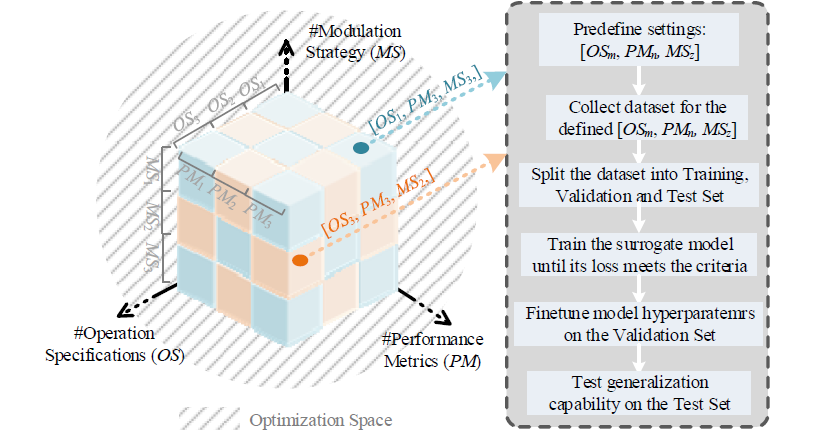 #Modulation
Strategy (MS)
OS₃ OS₂ OS₁
PM₁ PM₂ PM₃
MS₁ MS₂ MS₃
[OS₁, PM₃, MS₃,]
[OS₃, PM₃, MS₂,]
#Operation
Specifications (OS)
#Performance
Metrics (PM)
Optimization Space
Predefine settings:
[OSₘ, PMₙ, MS_z]
Collect dataset for the
defined [OSₘ, PMₙ, MS_z]
Split the dataset into Training,
Validation and Test Set
Train the surrogate model
until its loss meets the criteria
Finetune model hyperparatemrs
on the Validation Set
Test generalization
capability on the Test Set